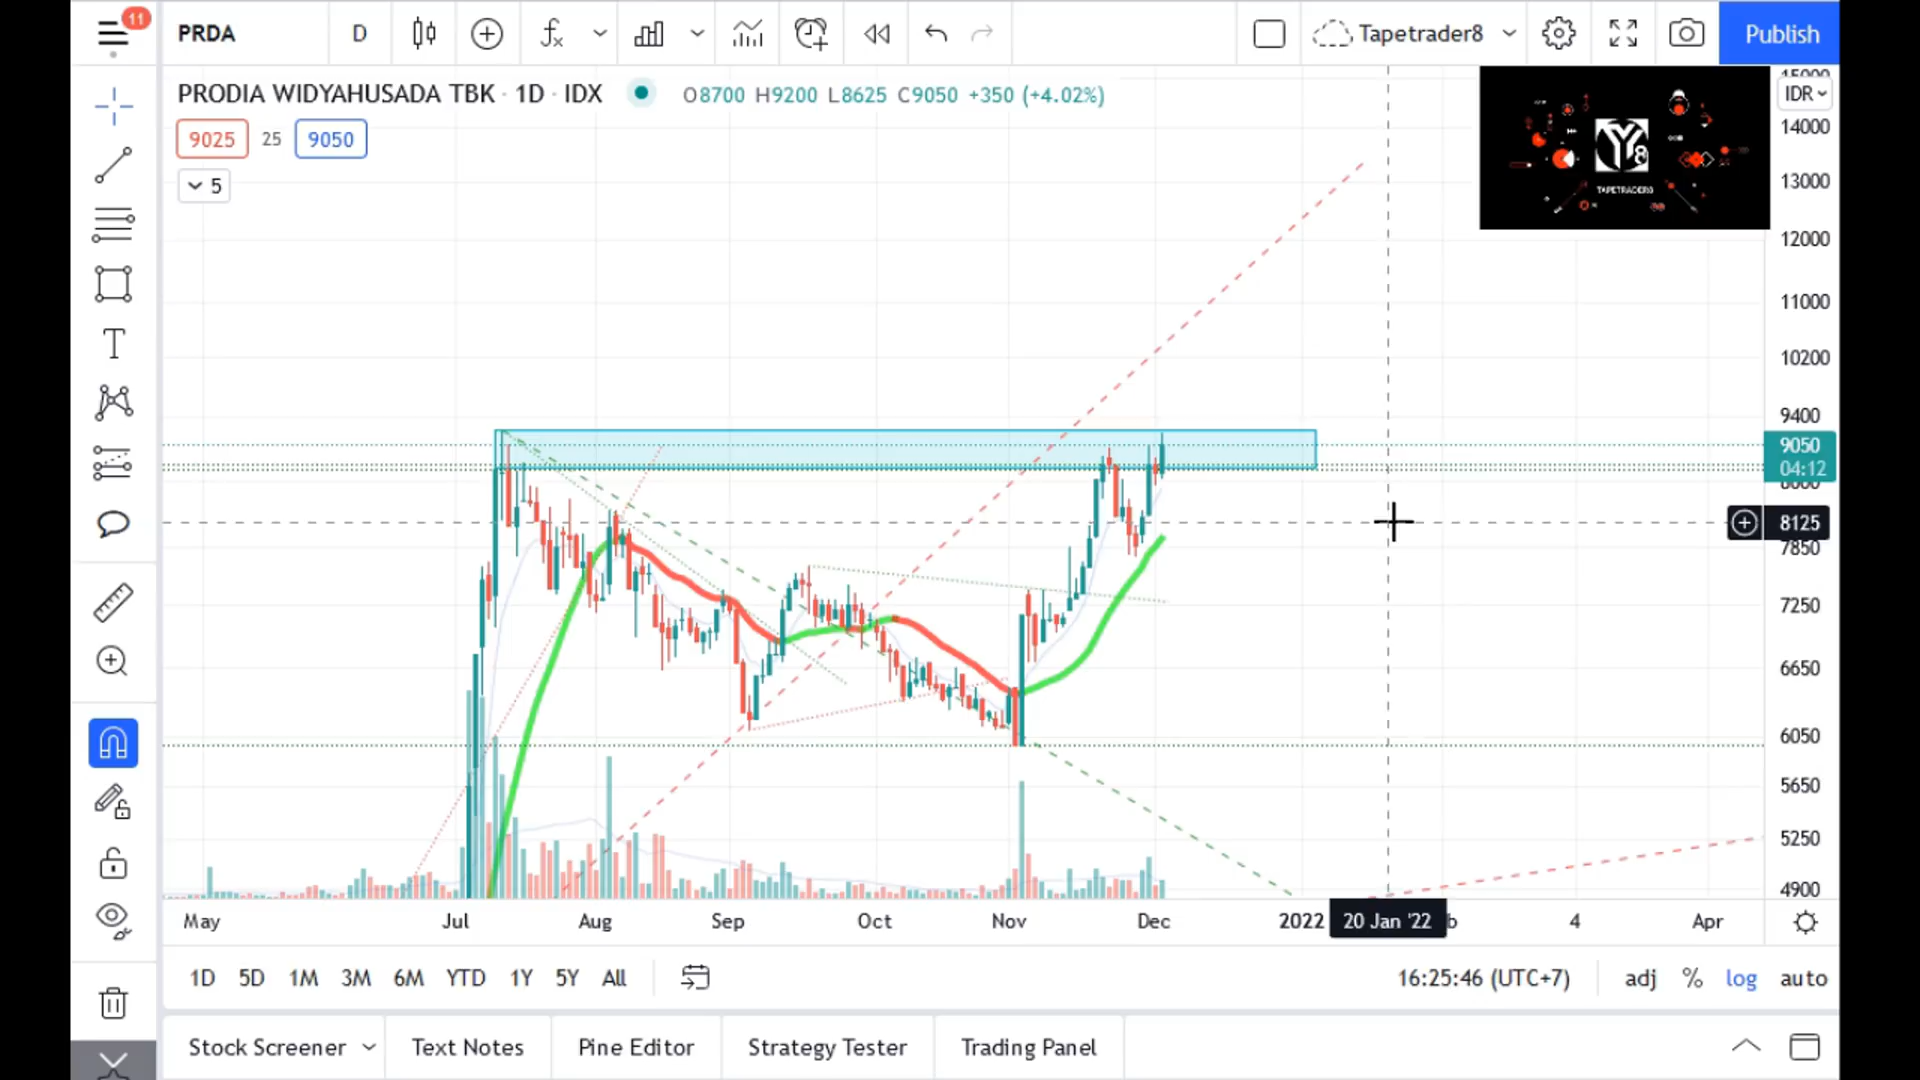 11
PRDA
D
Tapetrader8
Publish
PRODIA WIDYAHUSADA TBK · 1D · IDX
O8700 H9200 L8625 C9050 +350 (+4.02%)
9025 25 9050
5
TAPETRADER8
IDR
14000
13000
12000
11000
10200
9400
9050
04:12
8125
7850
7250
6650
6050
5650
5250
4900
May Jul Aug Sep Oct Nov Dec 2022 20 Jan '22 4 Apr
1D 5D 1M 3M 6M YTD 1Y 5Y All
16:25:46 (UTC+7) adj % log auto
Stock Screener Text Notes Pine Editor Strategy Tester Trading Panel